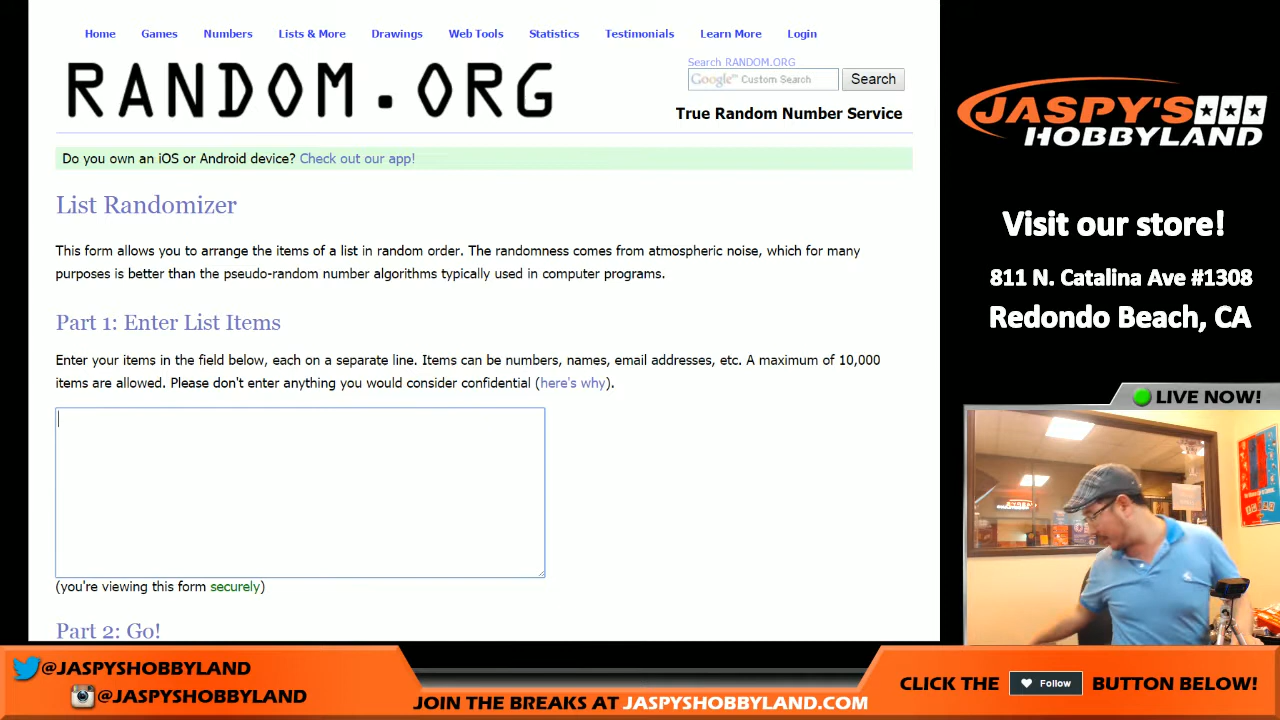 Home Games Numbers Lists & More Drawings Web Tools Statistics Testimonials Learn More Login
RANDOM.ORG
Search RANDOM.ORG
Google™ Custom Search Search
True Random Number Service
Do you own an iOS or Android device? Check out our app!
List Randomizer
This form allows you to arrange the items of a list in random order. The randomness comes from atmospheric noise, which for many
purposes is better than the pseudo-random number algorithms typically used in computer programs.
Part 1: Enter List Items
Enter your items in the field below, each on a separate line. Items can be numbers, names, email addresses, etc. A maximum of 10,000
items are allowed. Please don't enter anything you would consider confidential (here's why).
(you're viewing this form securely)
Part 2: Go!
JASPY'S
HOBBYLAND
Visit our store!
811 N. Catalina Ave #1308
Redondo Beach, CA
LIVE NOW!
@JASPYSHOBBYLAND
@JASPYSHOBBYLAND
JOIN THE BREAKS AT JASPYSHOBBYLAND.COM
CLICK THE Follow BUTTON BELOW!